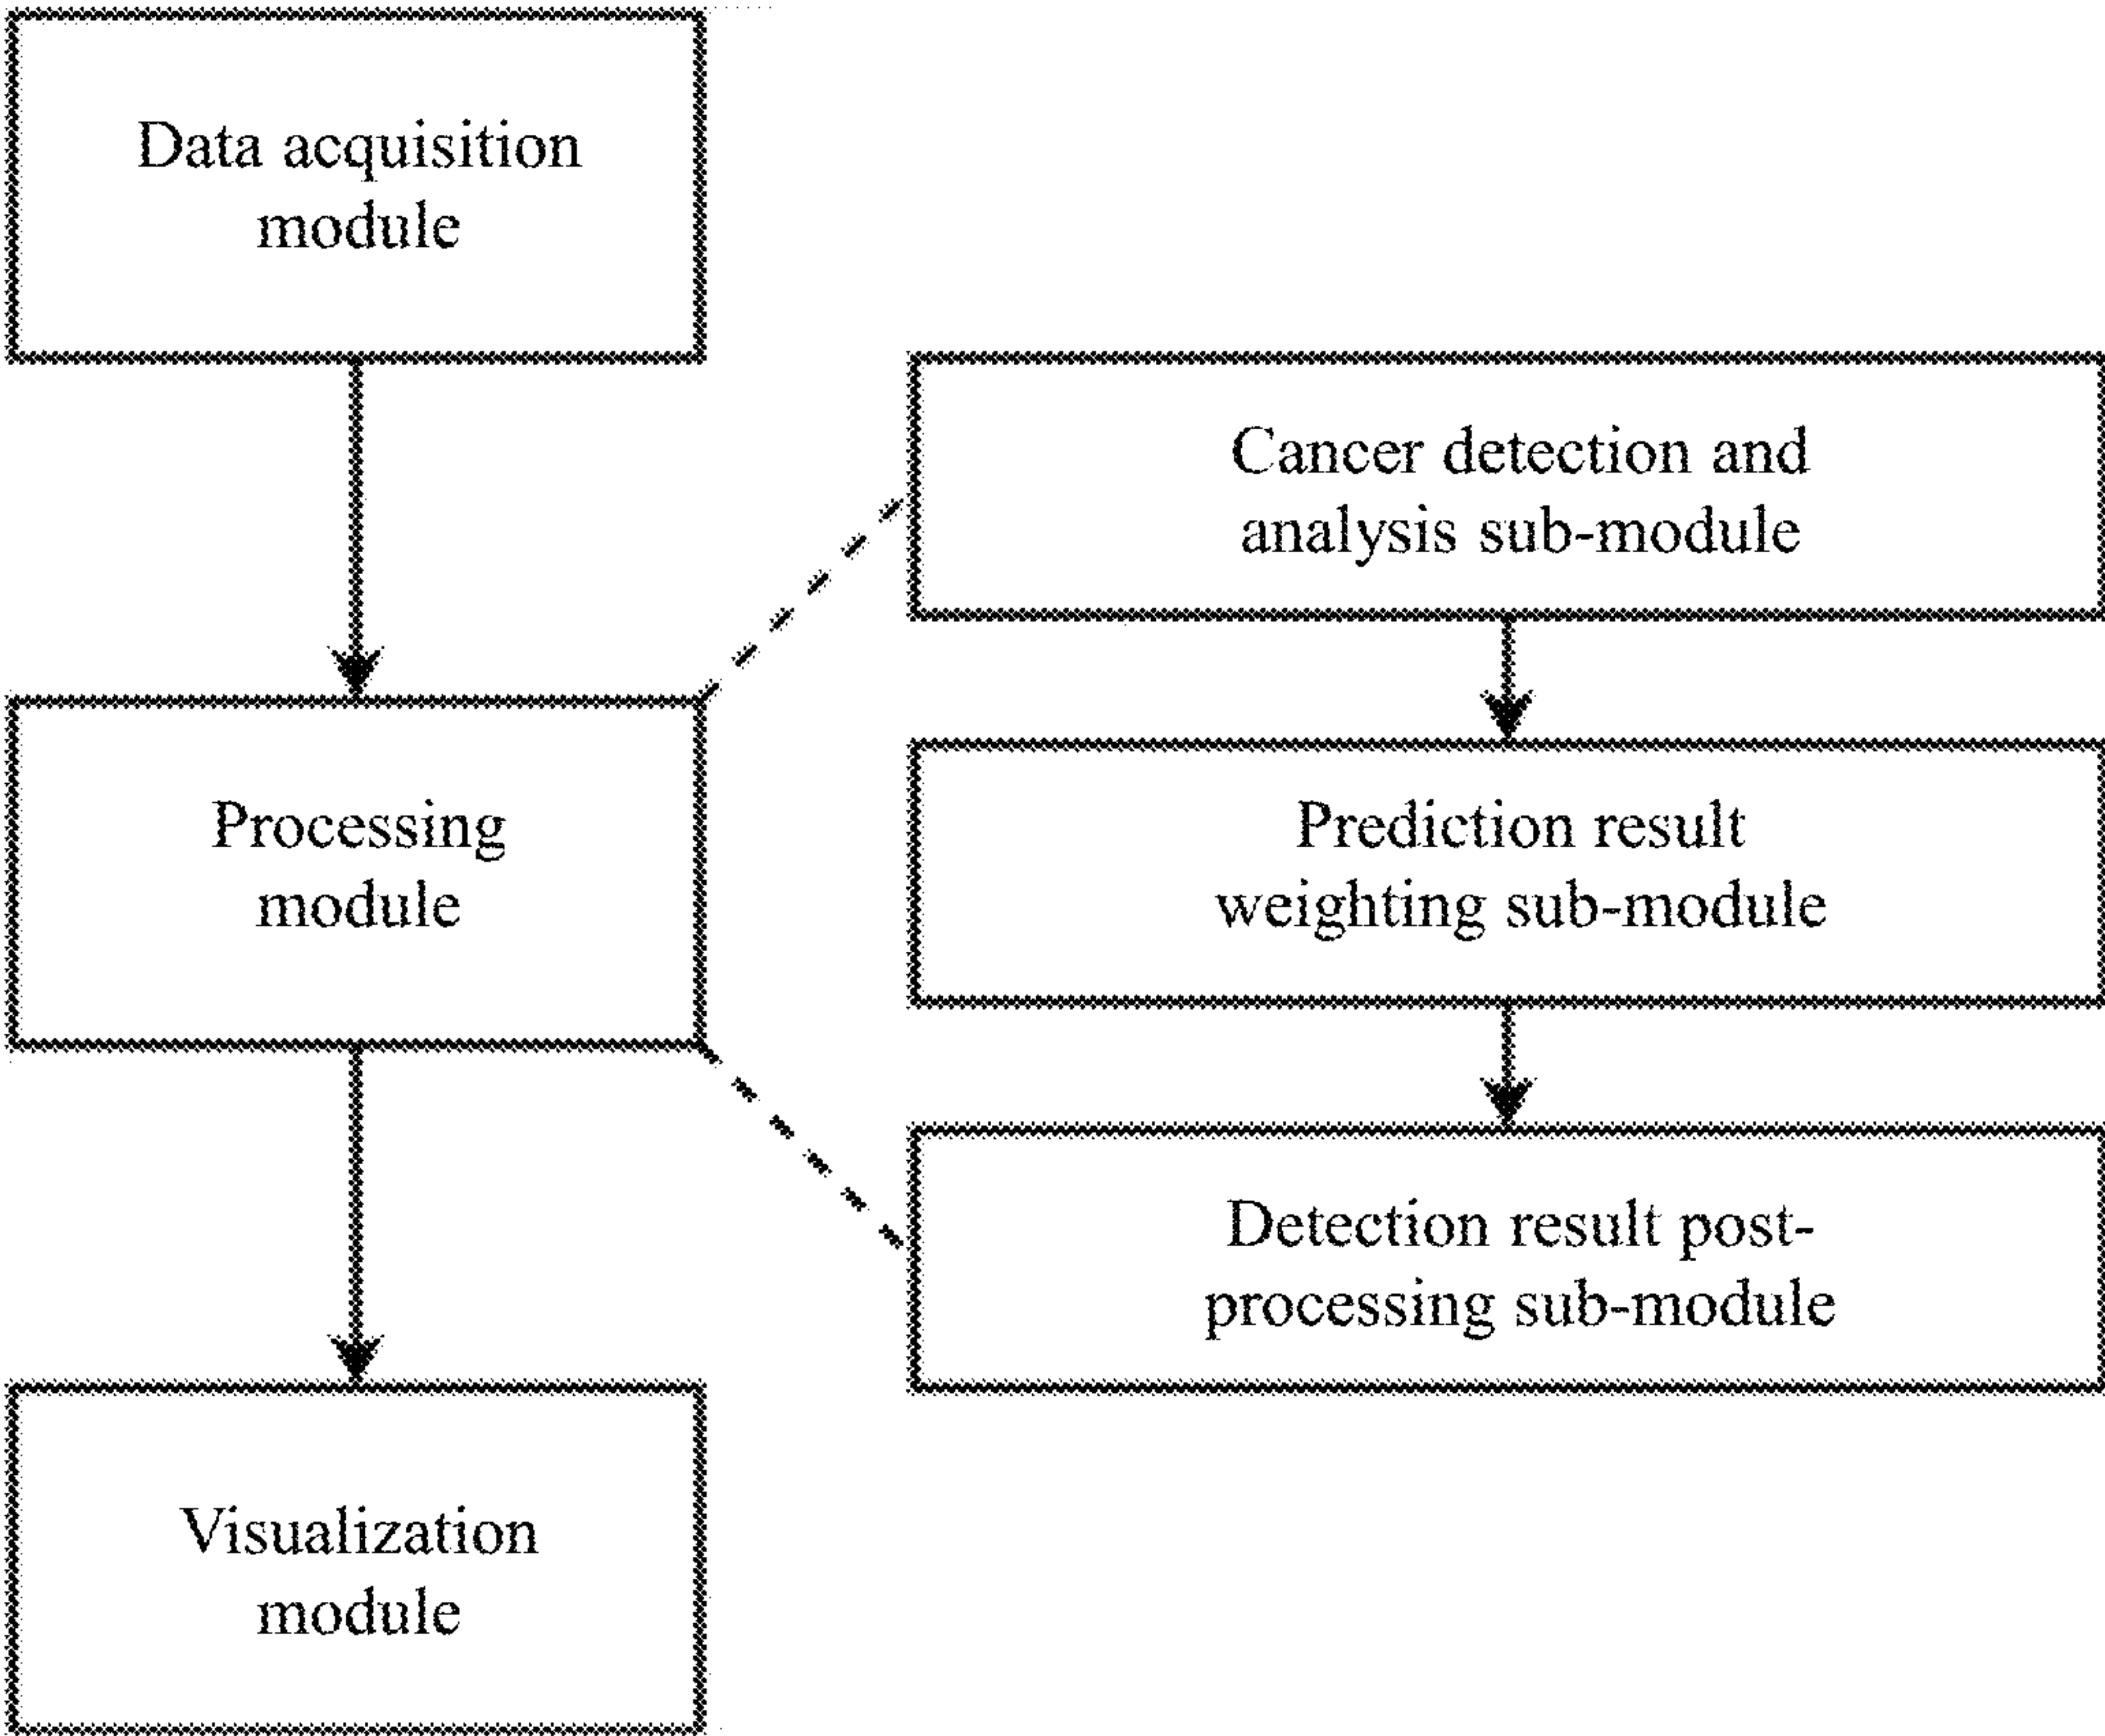 Data acquisition
module
Processing
module
Visualization
module
Cancer detection and
analysis sub-module
Prediction result
weighting sub-module
Detection result post-
processing sub-module